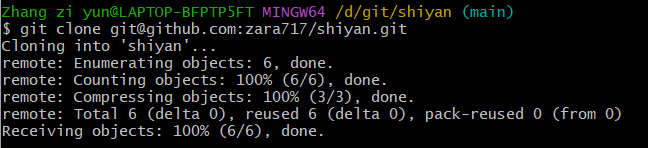 Zhang zi yun@LAPTOP-BFPTP5FT MINGW64 /d/git/shiyan (main)
$ git clone git@github.com:zara717/shiyan.git
Cloning into 'shiyan'...
remote: Enumerating objects: 6, done.
remote: Counting objects: 100% (6/6), done.
remote: Compressing objects: 100% (3/3), done.
remote: Total 6 (delta 0), reused 6 (delta 0), pack-reused 0 (from 0)
Receiving objects: 100% (6/6), done.